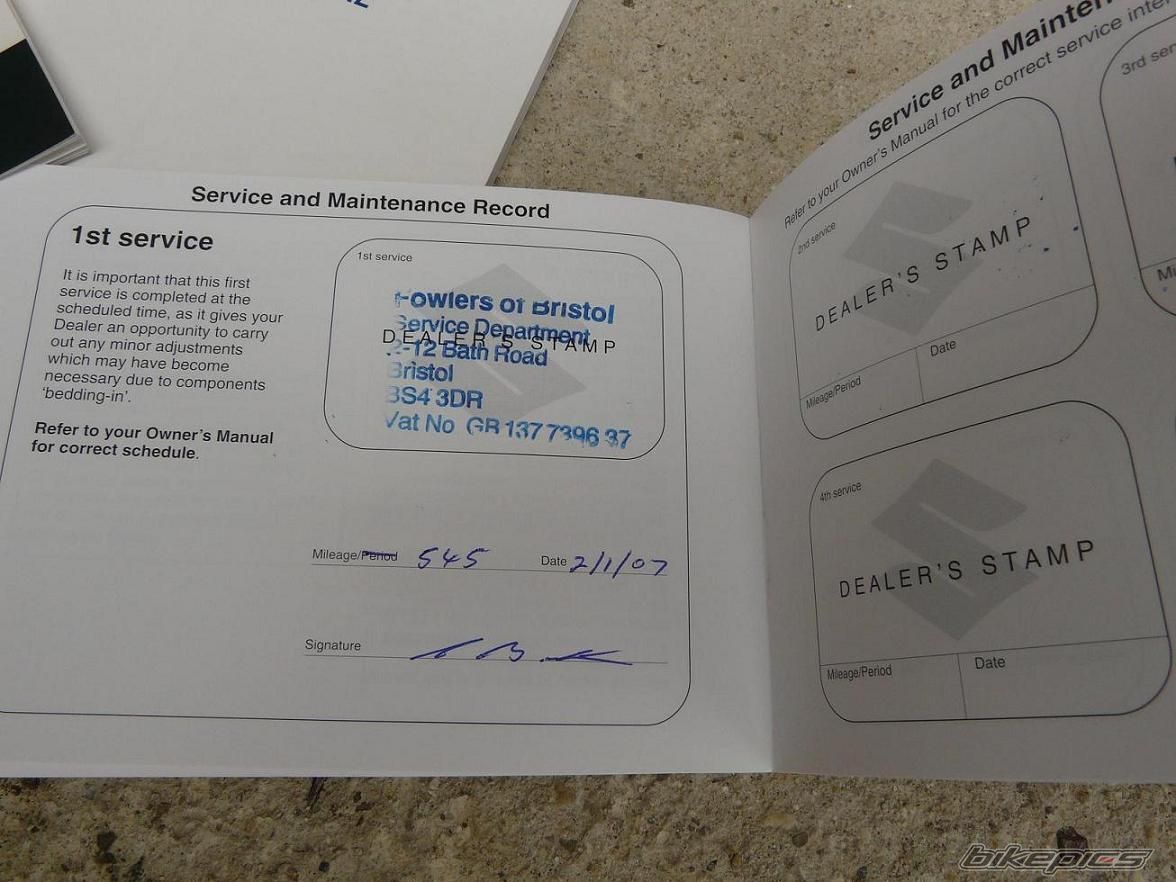 Service and Maintenance Record
1st service
It is important that this first
service is completed at the
scheduled time, as it gives your
Dealer an opportunity to carry
out any minor adjustments
which may have become
necessary due to components
‘bedding-in’.
Refer to your Owner’s Manual
for correct schedule.
1st service
DEALER'S STAMP
Fowlers of Bristol
Service Department
2-12 Bath Road
Bristol
BS4 3DR
Vat No GB 137 7396 37
Mileage/Period 545 Date 2/1/07
Signature
Service and
Refer to your Owner’s Manual for the correct service
2nd service
DEALER'S STAMP
Mileage/Period Date
3rd
4th service
DEALER'S STAMP
Mileage/Period Date
bikepics